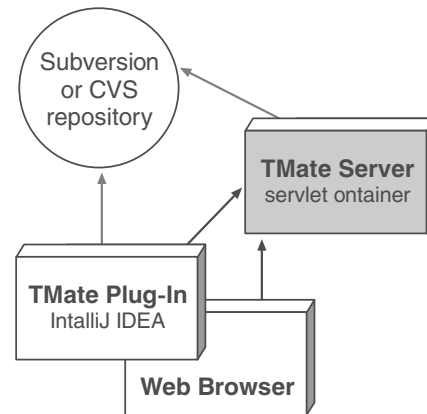 Subversion
or CVS
repository
TMate Server
servlet ontainer
TMate Plug-In
IntalliJ IDEA
Web Browser